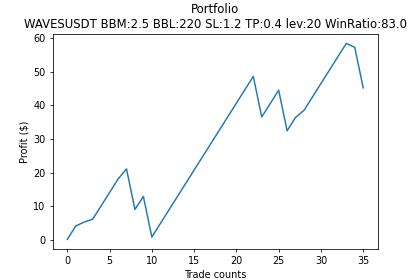 Portfolio
WAVESUSDT BBM:2.5 BBL:220 SL:1.2 TP:0.4 lev:20 WinRatio:83.0
60
50
40
30
20
10
0
Profit ($)
0 5 10 15 20 25 30 35
Trade counts